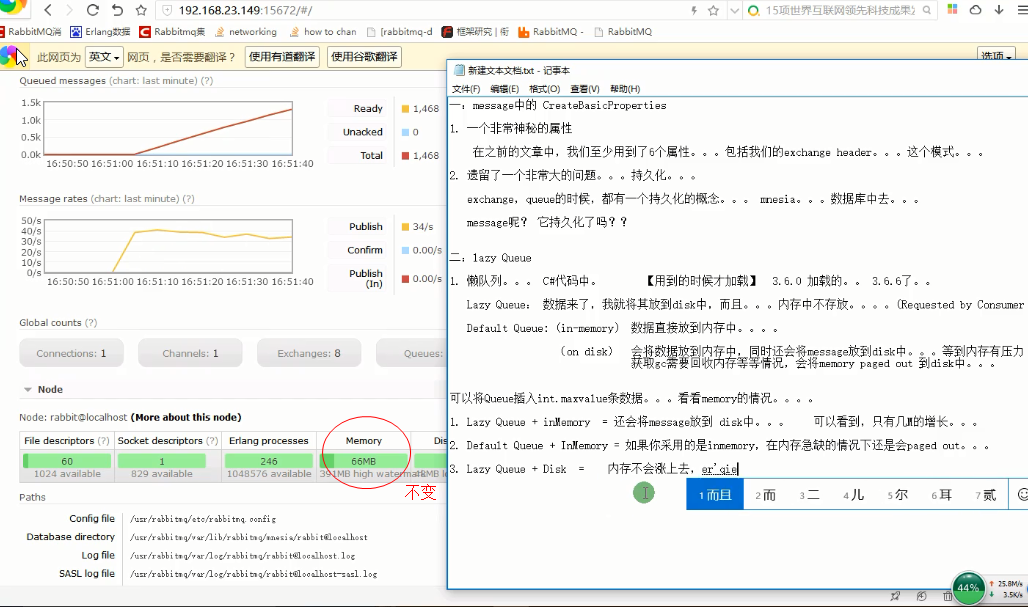 192.168.23.149:15672/#/
15项世界互联网领先科技成果发
RabbitMQ消 Erlang数据 RabbitMQ集 networking how to chan [rabbitmq-d 框架研究 | 衔 RabbitMQ - RabbitMQ
此网页为 英文 网页，是否需要翻译？ 使用有道翻译 使用谷歌翻译 选项
Queued messages (chart: last minute) (?)
1.5k
1.0k
0.5k
0.0k
16:50:50 16:51:00 16:51:10 16:51:20 16:51:30 16:51:40
Ready 1,468
Unacked 0
Total 1,468
Message rates (chart: last minute) (?)
50/s
40/s
30/s
20/s
10/s
0/s
16:50:50 16:51:00 16:51:10 16:51:20 16:51:30 16:51:40
Publish 34/s
Confirm 0.00/s
Publish (In) 0.00/s
Global counts (?)
Connections: 1 Channels: 1 Exchanges: 8 Queues:
Node
Node: rabbit@localhost (More about this node)
File descriptors (?) Socket descriptors (?) Erlang processes Memory Dis
60 1 246 66MB
1024 available 829 available 1048576 available 391MB high watermark
不变
Paths
Config file /usr/rabbitmq/etc/rabbitmq.config
Database directory /usr/rabbitmq/var/lib/rabbitmq/mnesia/rabbit@localhost
Log file /usr/rabbitmq/var/log/rabbitmq/rabbit@localhost.log
SASL log file /usr/rabbitmq/var/log/rabbitmq/rabbit@localhost-sasl.log
新建文本文档.txt - 记事本
文件(F) 编辑(E) 格式(O) 查看(V) 帮助(H)
一：message中的 CreateBasicProperties
1. 一个非常神秘的属性
在之前的文章中，我们至少用到了6个属性。。。包括我们的exchange header。。。这个模式。。。
2. 遗留了一个非常大的问题。。。持久化。。。
exchange，queue的时候，都有一个持久化的概念。。。 mnesia。。。数据库中去。。。
message呢？ 它持久化了吗？？
二：lazy Queue
1. 懒队列。。。 C#代码中。 【用到的时候才加载】 3.6.0 加载的。。 3.6.6了。。
Lazy Queue： 数据来了，我就将其放到disk中，而且。。。内存中不存放。。。。(Requested by Consumer
Default Queue:（in-memory） 数据直接放到内存中。。。。
（on disk） 会将数据放到内存中，同时还会将message放到disk中。。。等到内存有压力
获取gc需要回收内存等等情况，会将memory paged out 到disk中。。。
可以将Queue插入int.maxvalue条数据。。。看看memory的情况。。。。
1. Lazy Queue + inMemory = 还会将message放到 disk中。。。 可以看到，只有几M的增长。。。
2. Default Queue + InMemory = 如果你采用的是inmemory，在内存急缺的情况下还是会paged out。。。
3. Lazy Queue + Disk = 内存不会涨上去，er'qie
1 而且 2 而 3 二 4 儿 5 尔 6 耳 7 贰
44% 25.8M/s
3.5K/s